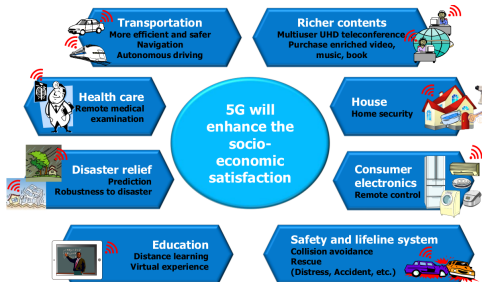 Transportation
More efficient and safer
Navigation
Autonomous driving
Richer contents
Multiuser UHD teleconference
Purchase enriched video,
music, book
Health care
Remote medical
examination
5G will
enhance the
socio-
economic
satisfaction
House
Home security
Disaster relief
Prediction
Robustness to disaster
Consumer
electronics
Remote control
Education
Distance learning
Virtual experience
Safety and lifeline system
Collision avoidance
Rescue
(Distress, Accident, etc.)